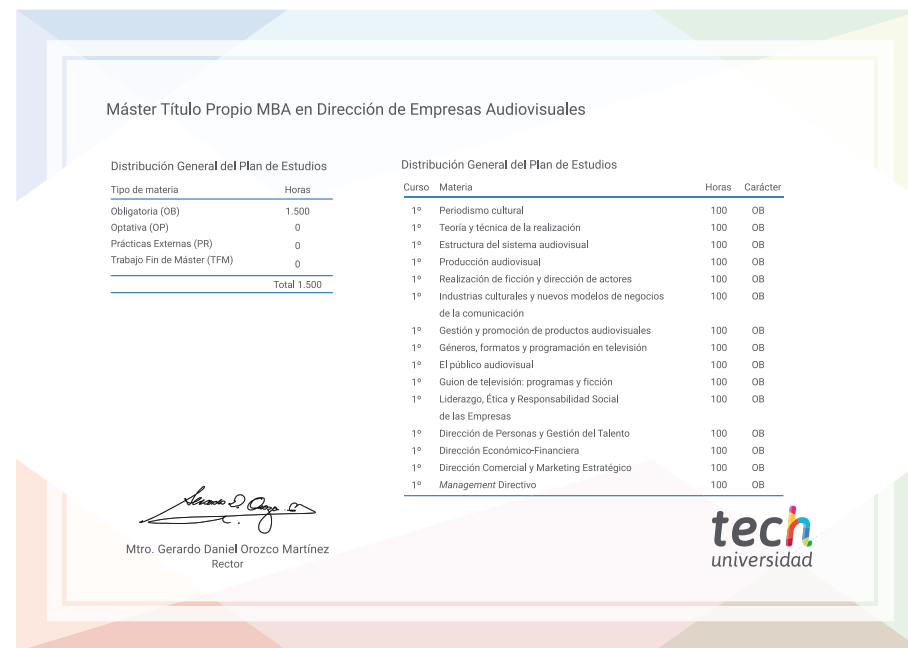 Máster Título Propio MBA en Dirección de Empresas Audiovisuales
Distribución General del Plan de Estudios
Tipo de materia Horas
Obligatoria (OB) 1.500
Optativa (OP) 0
Prácticas Externas (PR) 0
Trabajo Fin de Máster (TFM) 0
Total 1.500
Distribución General del Plan de Estudios
Curso Materia Horas Carácter
1º Periodismo cultural 100 OB
1º Teoría y técnica de la realización 100 OB
1º Estructura del sistema audiovisual 100 OB
1º Producción audiovisual 100 OB
1º Realización de ficción y dirección de actores 100 OB
1º Industrias culturales y nuevos modelos de negocios 100 OB
de la comunicación
1º Gestión y promoción de productos audiovisuales 100 OB
1º Géneros, formatos y programación en televisión 100 OB
1º El público audiovisual 100 OB
1º Guion de televisión: programas y ficción 100 OB
1º Liderazgo, Ética y Responsabilidad Social 100 OB
de las Empresas
1º Dirección de Personas y Gestión del Talento 100 OB
1º Dirección Económico-Financiera 100 OB
1º Dirección Comercial y Marketing Estratégico 100 OB
1º Management Directivo 100 OB
Mtro. Gerardo Daniel Orozco Martínez
Rector
tech
universidad